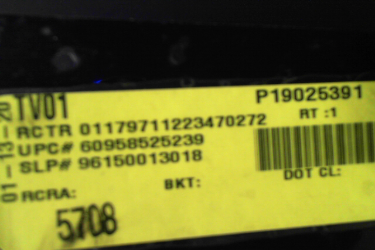 TV01
P19025391
RT :1
RCTR 01179711223470272
UPC# 60958525239
SLP# 96150013018
BKT:
DOT CL:
RCRA:
5708
01-13-20